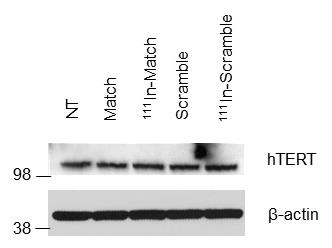 NT
Match
¹¹¹In-Match
Scramble
¹¹¹In-Scramble
hTERT
98
β-actin
38